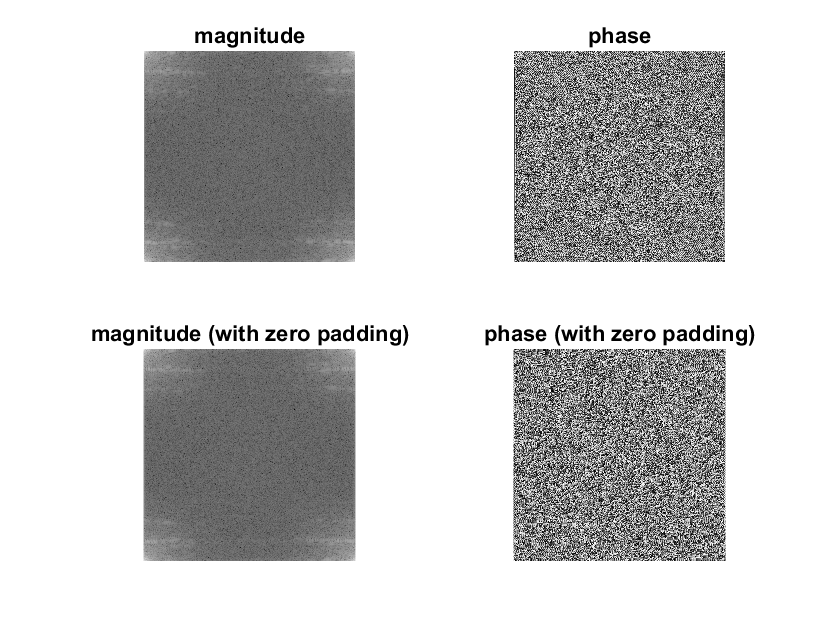 magnitude
phase
magnitude (with zero padding)
phase (with zero padding)